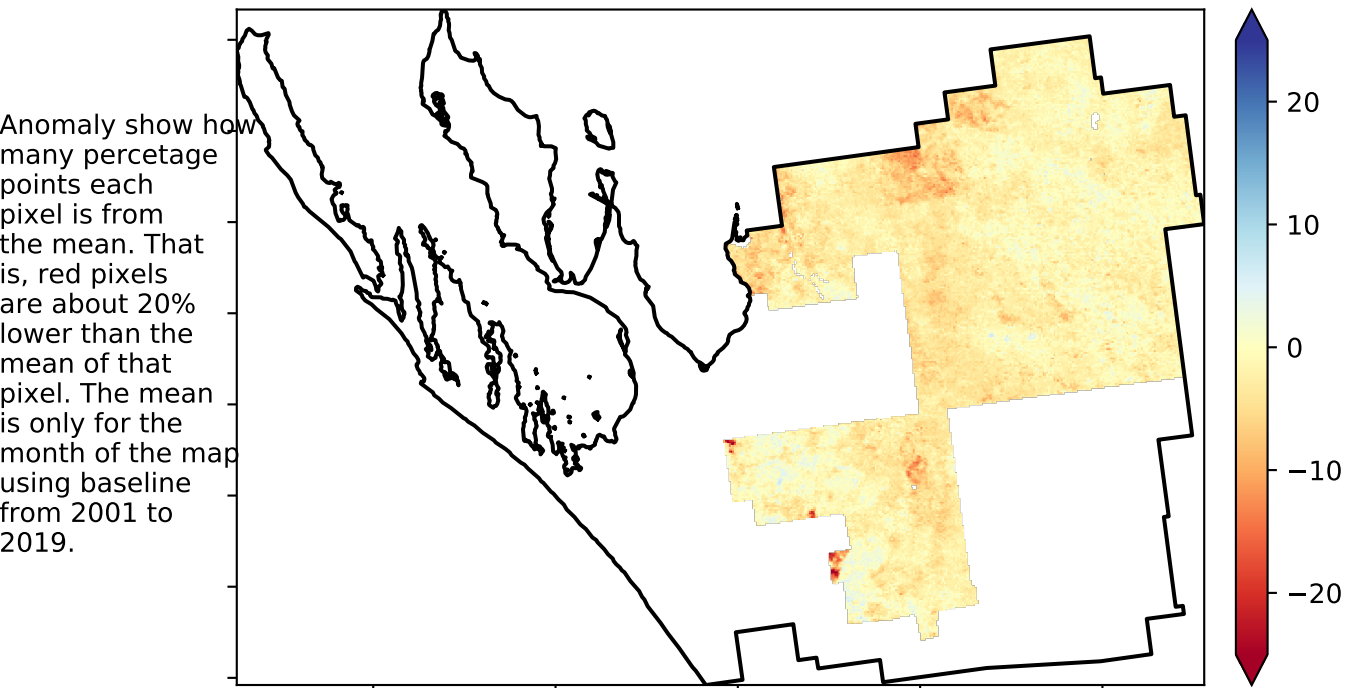 Anomaly show how
many percetage
points each
pixel is from
the mean. That
is, red pixels
are about 20%
lower than the
mean of that
pixel. The mean
is only for the
month of the map
using baseline
from 2001 to
2019.
20
10
0
−10
−20